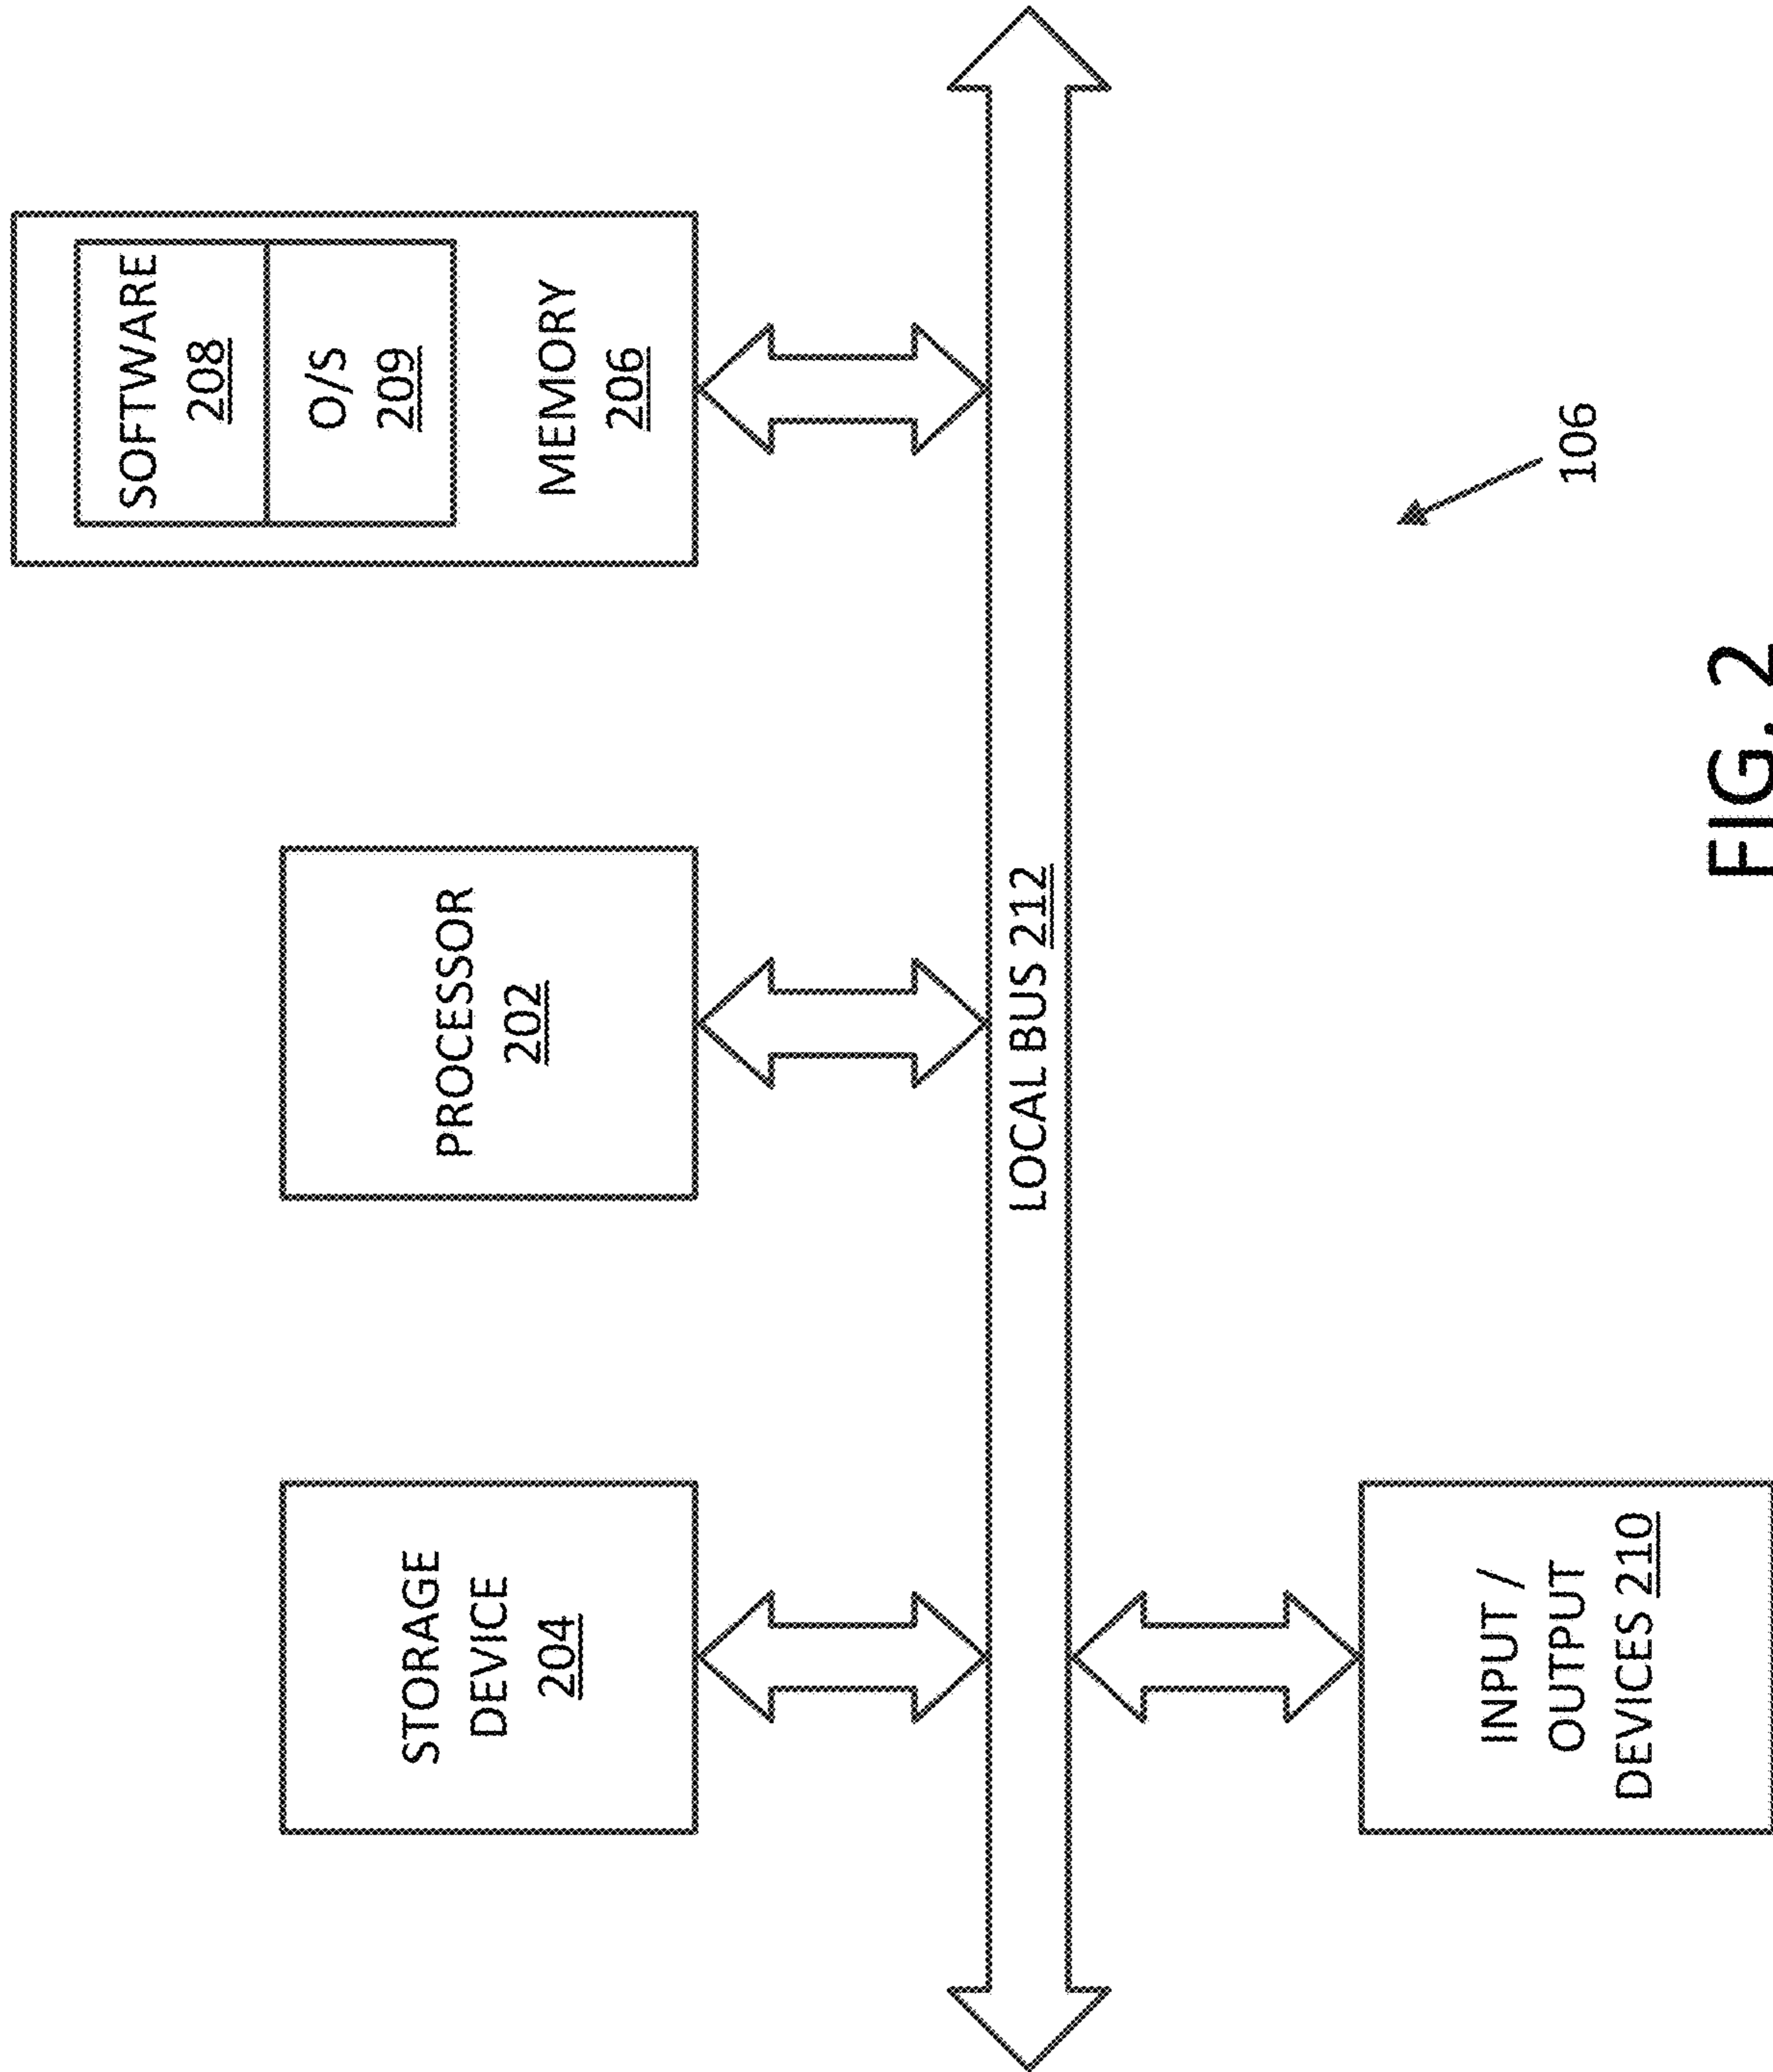 STORAGE
DEVICE
204
PROCESSOR
202
SOFTWARE
208
O/S
209
MEMORY
206
LOCAL BUS 212
INPUT /
OUTPUT
DEVICES 210
106
FIG. 2